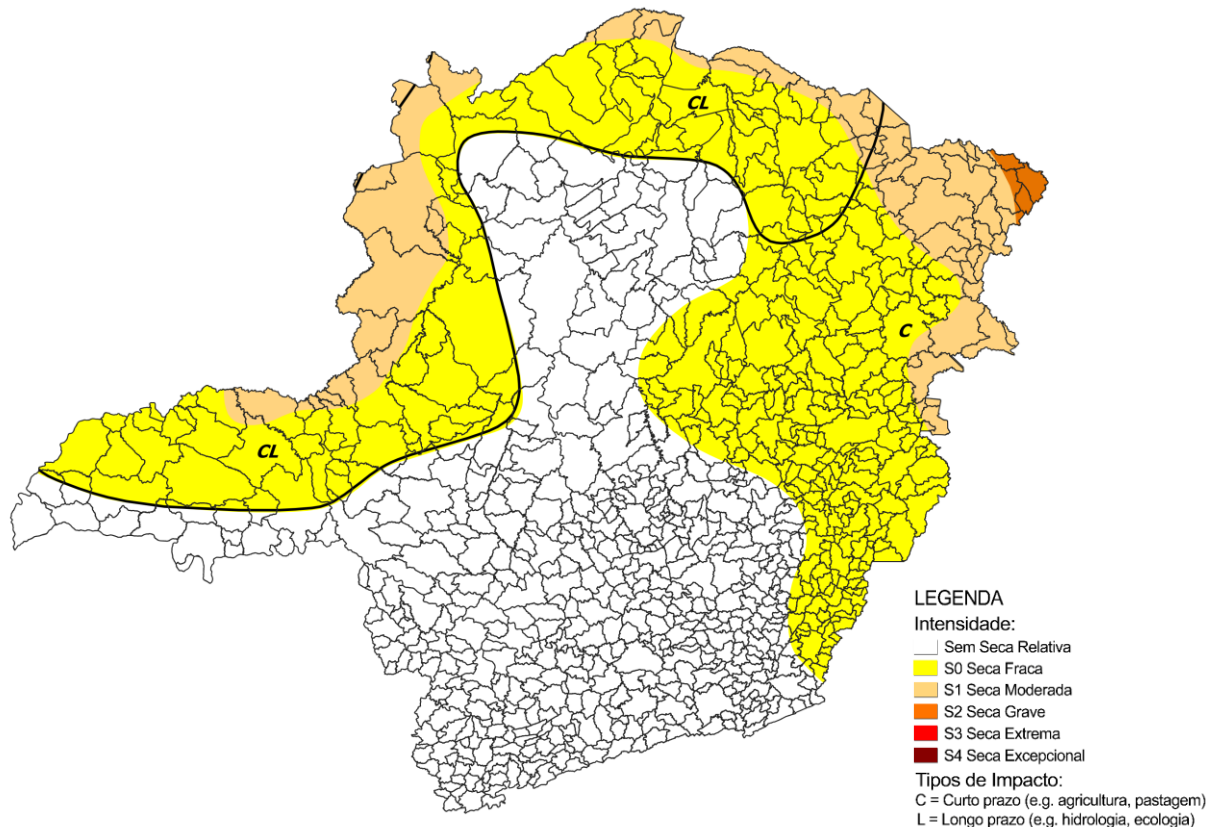 CL
C
CL
LEGENDA
Intensidade:
Sem Seca Relativa
S0 Seca Fraca
S1 Seca Moderada
S2 Seca Grave
S3 Seca Extrema
S4 Seca Excepcional
Tipos de Impacto:
C = Curto prazo (e.g. agricultura, pastagem)
L = Longo prazo (e.g. hidrologia, ecologia)